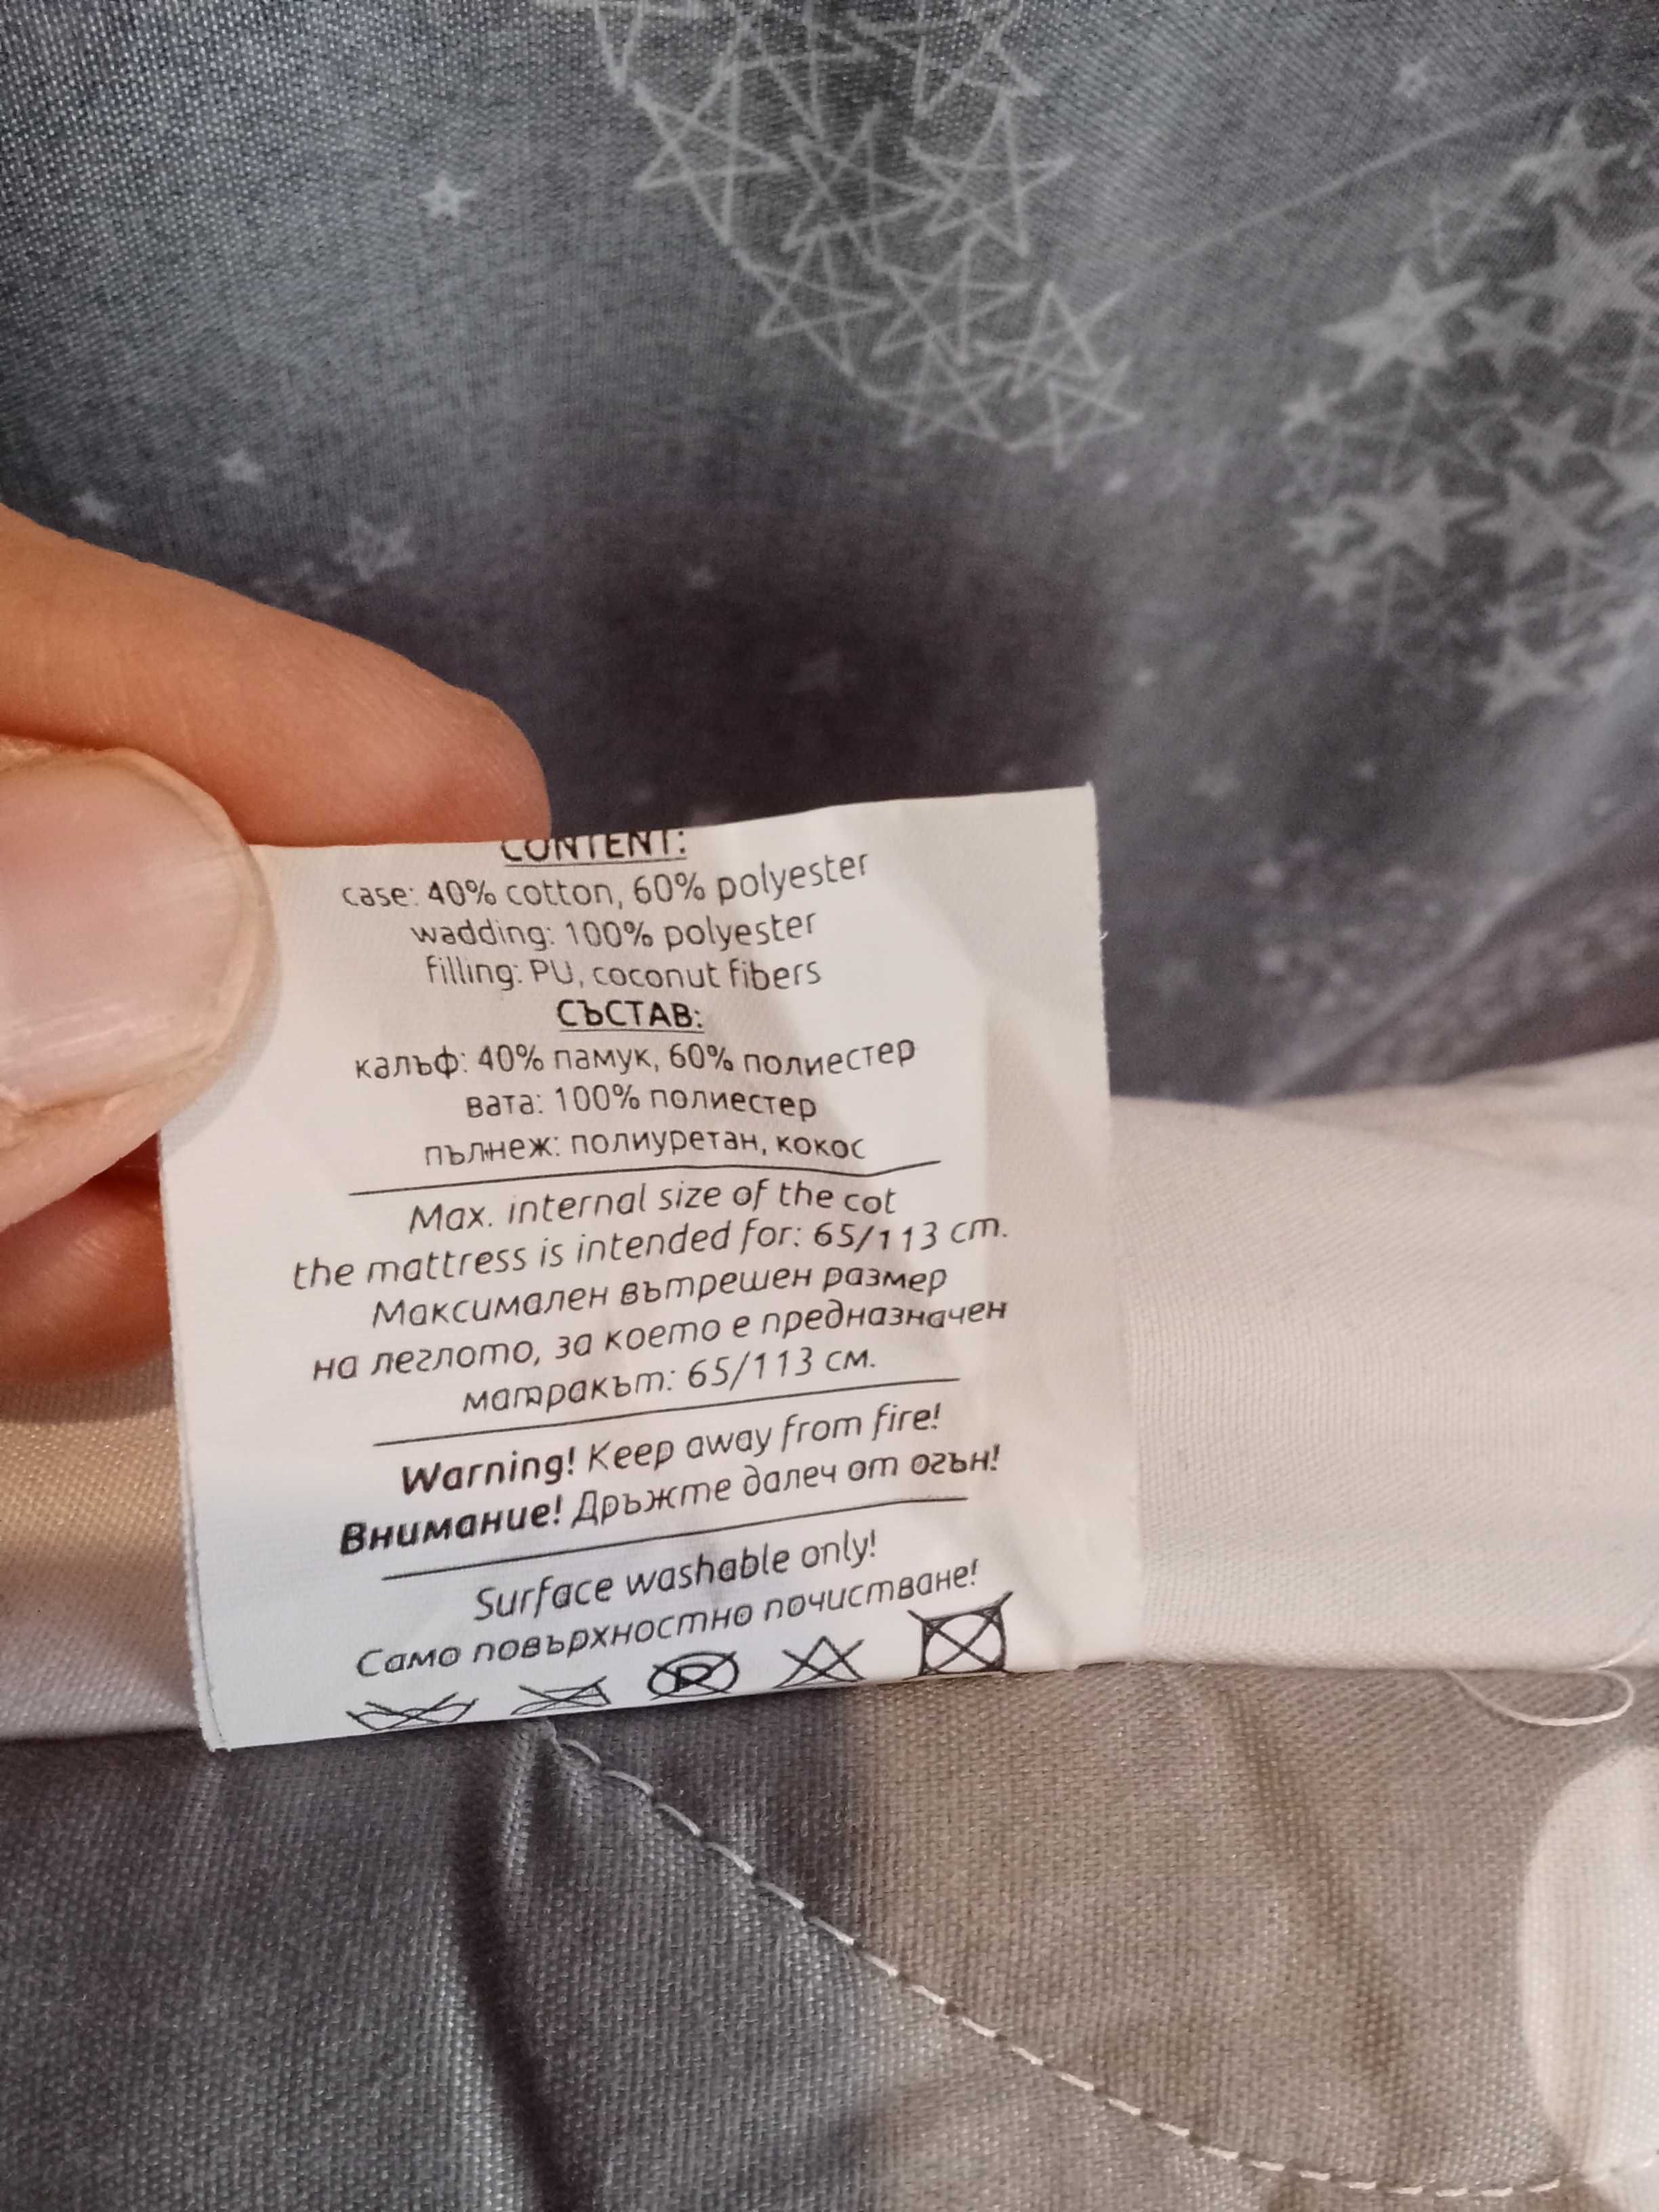 CONTENT:
case: 40% cotton, 60% polyester
wadding: 100% polyester
filling: PU, coconut fibers
СЪСТАВ:
калъф: 40% памук, 60% полиестер
вата: 100% полиестер
пълнеж: полиуретан, кокос
Max. internal size of the cot
the mattress is intended for: 65/113 cm.
Максимален вътрешен размер
на леглото, за което е предназначен
матракът: 65/113 см.
Warning! Keep away from fire!
Внимание! Дръжте далеч от огън!
Surface washable only!
Само повърхностно почистване!
P